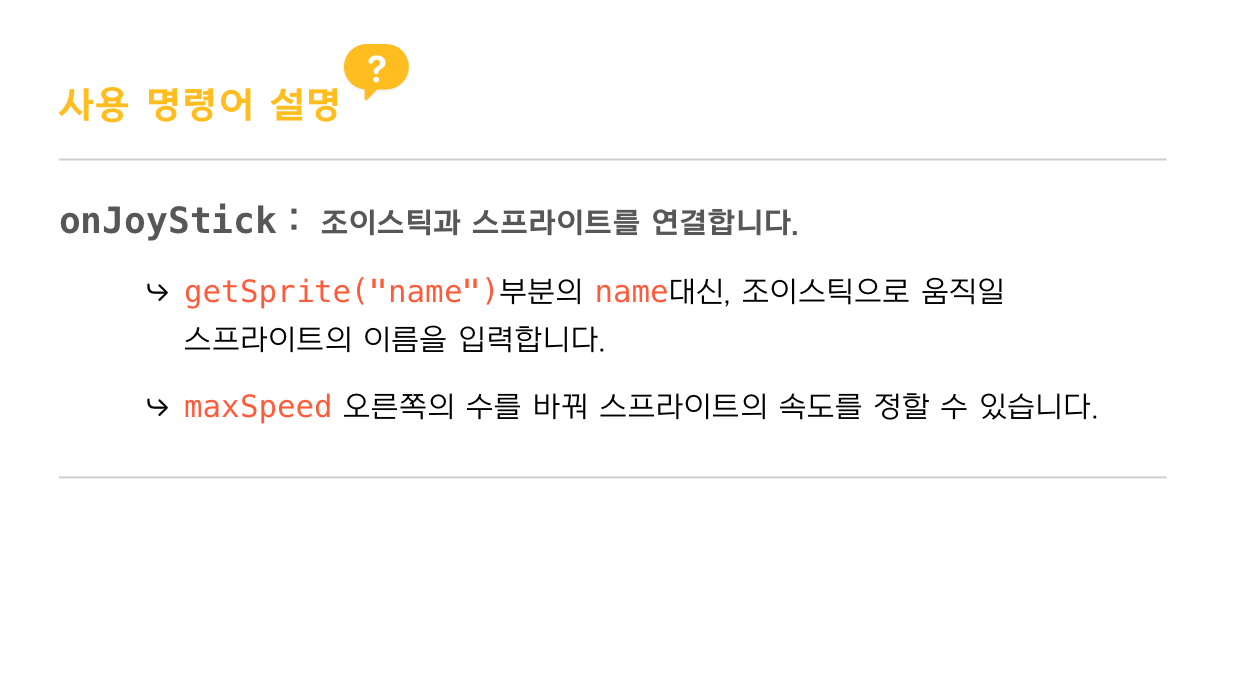 사용 명령어 설명 ?
onJoyStick : 조이스틱과 스프라이트를 연결합니다.
↪ getSprite("name")부분의 name대신, 조이스틱으로 움직일
스프라이트의 이름을 입력합니다.
↪ maxSpeed 오른쪽의 수를 바꿔 스프라이트의 속도를 정할 수 있습니다.